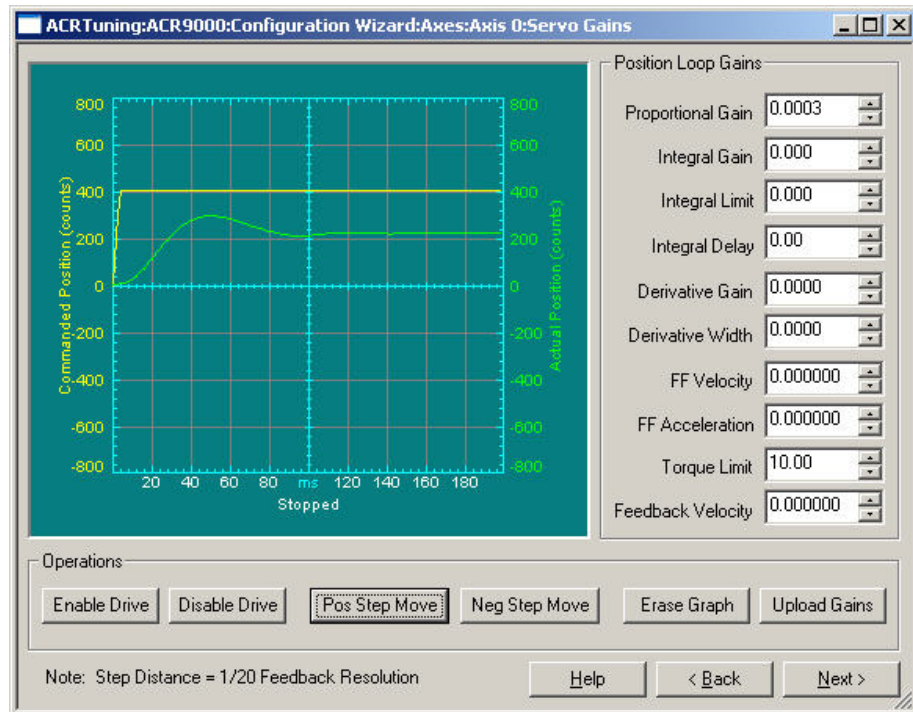 ACRTuning:ACR9000:Configuration Wizard:Axes:Axis 0:Servo Gains
800
600
400
200
0
-200
-400
-600
-800
Commanded Position (counts)
20 40 60 80 ms 120 140 160 180
Stopped
800
600
400
200
0
-200
-400
-600
-800
Actual Position (counts)
Position Loop Gains
Proportional Gain 0.0003
Integral Gain 0.000
Integral Limit 0.000
Integral Delay 0.00
Derivative Gain 0.0000
Derivative Width 0.0000
FF Velocity 0.000000
FF Acceleration 0.000000
Torque Limit 10.00
Feedback Velocity 0.000000
Operations
Enable Drive Disable Drive Pos Step Move Neg Step Move Erase Graph Upload Gains
Note: Step Distance = 1/20 Feedback Resolution
Help < Back Next >